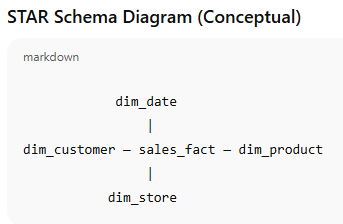 STAR Schema Diagram (Conceptual)
markdown
dim_date
|
dim_customer — sales_fact — dim_product
|
dim_store